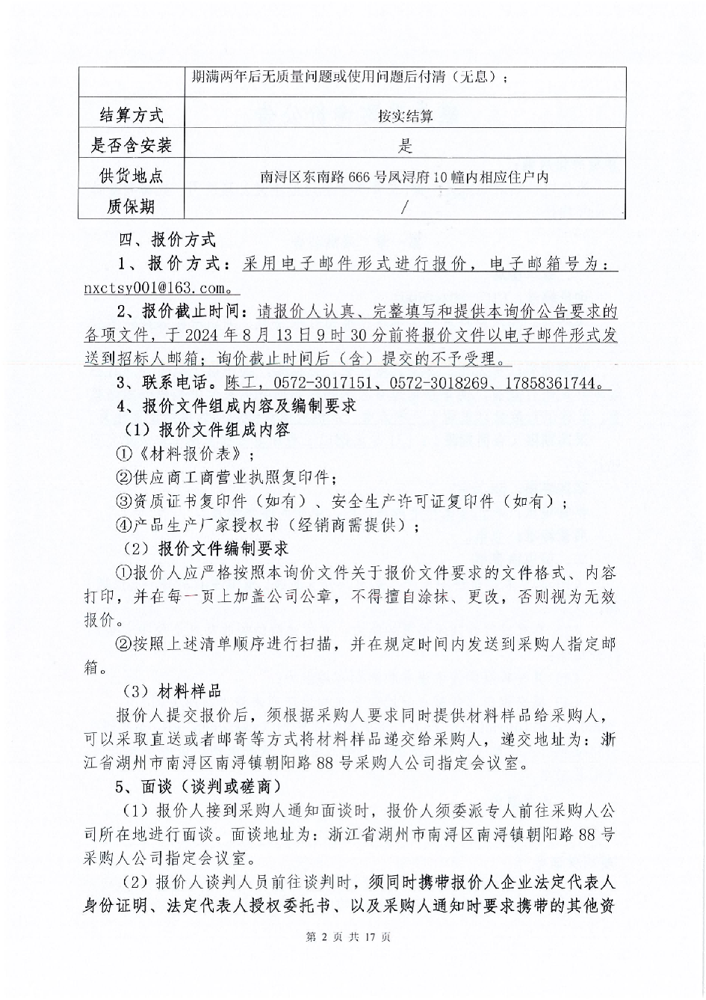 期满两年后无质量问题或使用问题后付清（无息）；
结算方式 按实结算
是否含安装 是
供货地点 南浔区东南路 666 号凤浔府 10 幢内相应住户内
质保期 /
四、报价方式
1、报价方式：采用电子邮件形式进行报价，电子邮箱号为：
nxctsy001@163.com。
2、报价截止时间：请报价人认真、完整填写和提供本询价公告要求的
各项文件，于 2024 年 8 月 13 日 9 时 30 分前将报价文件以电子邮件形式发
送到招标人邮箱；询价截止时间后（含）提交的不予受理。
3、联系电话。陈工，0572-3017151、0572-3018269、17858361744。
4、报价文件组成内容及编制要求
（1）报价文件组成内容
①《材料报价表》；
②供应商工商营业执照复印件；
③资质证书复印件（如有）、安全生产许可证复印件（如有）；
④产品生产厂家授权书（经销商需提供）；
（2）报价文件编制要求
①报价人应严格按照本询价文件关于报价文件要求的文件格式、内容
打印，并在每一页上加盖公司公章，不得擅自涂抹、更改，否则视为无效
报价。
②按照上述清单顺序进行扫描，并在规定时间内发送到采购人指定邮
箱。
（3）材料样品
报价人提交报价后，须根据采购人要求同时提供材料样品给采购人，
可以采取直送或者邮寄等方式将材料样品递交给采购人，递交地址为：浙
江省湖州市南浔区南浔镇朝阳路 88 号采购人公司指定会议室。
5、面谈（谈判或磋商）
（1）报价人接到采购人通知面谈时，报价人须委派专人前往采购人公
司所在地进行面谈。面谈地址为：浙江省湖州市南浔区南浔镇朝阳路 88 号
采购人公司指定会议室。
（2）报价人谈判人员前往谈判时，须同时携带报价人企业法定代表人
身份证明、法定代表人授权委托书、以及采购人通知时要求携带的其他资
第 2 页 共 17 页